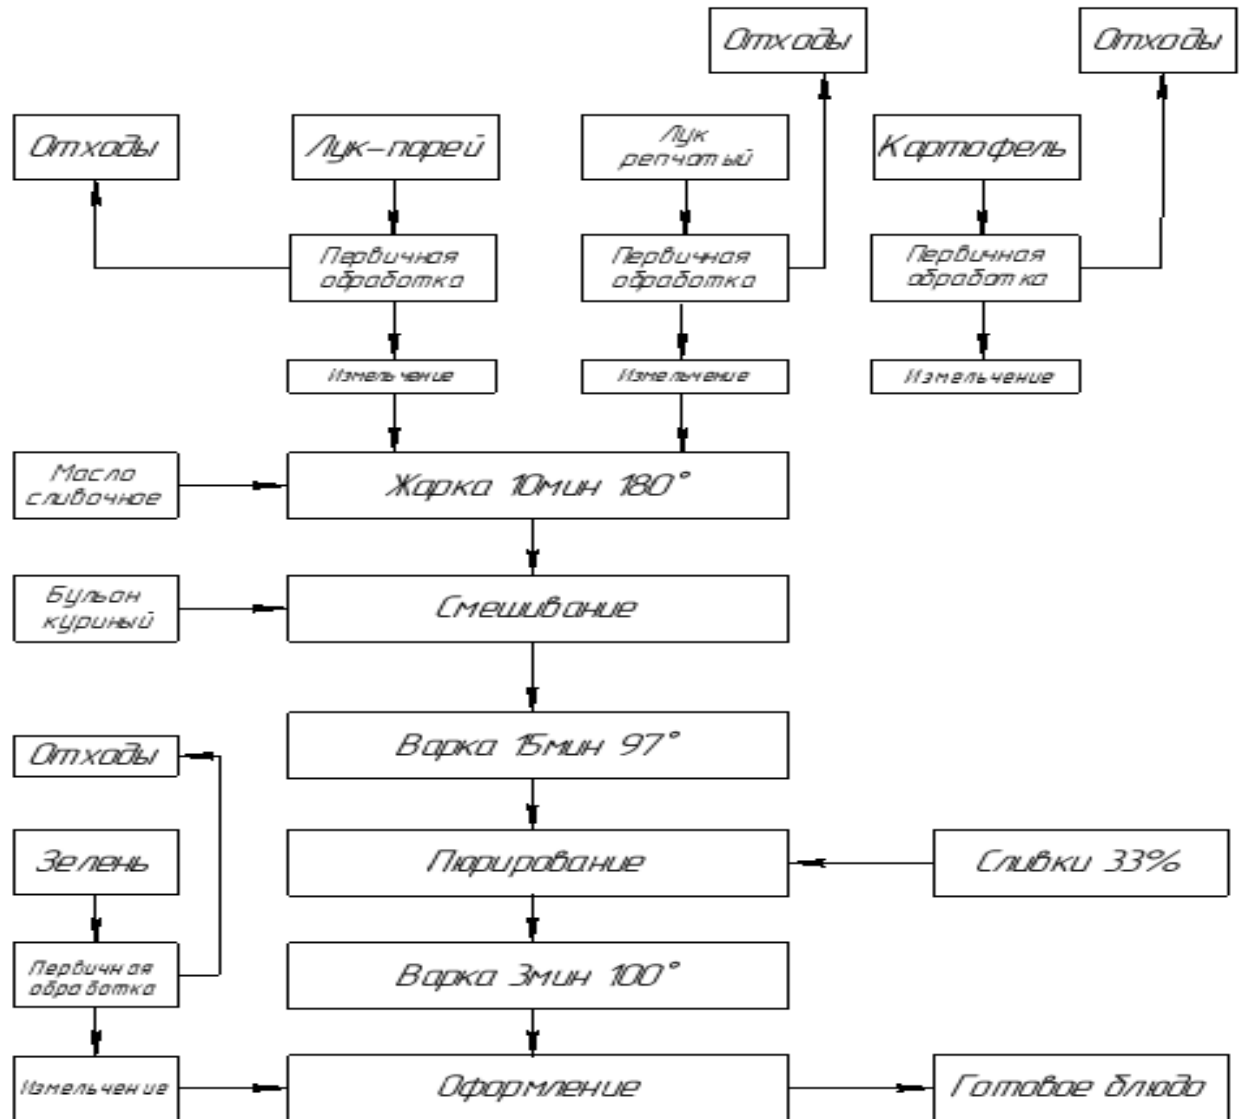 Отходы
Отходы
Отходы
Лук-порей
Лук
репчатый
Картофель
Первичная
обработка
Первичная
обработка
Первичная
обработка
Измельчение
Измельчение
Измельчение
Масло
сливочное
Жарка 10мин 180°
Бульон
куриный
Смешивание
Варка 15мин 97°
Отходы
Зелень
Пюрирование
Сливки 33%
Первичная
обработка
Варка 3мин 100°
Измельчение
Оформление
Готовое блюдо